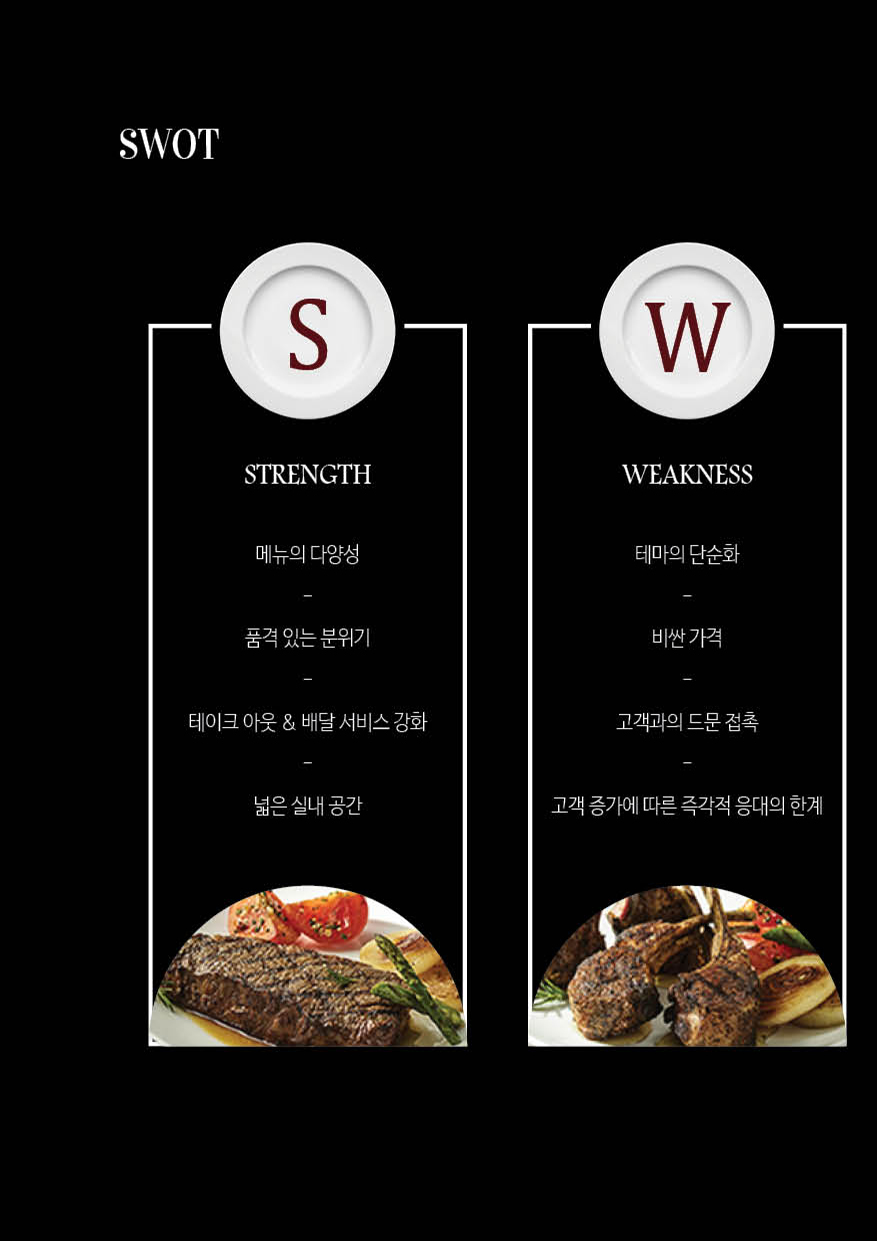 SWOT
S
STRENGTH
메뉴의 다양성
–
품격 있는 분위기
–
테이크 아웃 & 배달 서비스 강화
–
넓은 실내 공간
W
WEAKNESS
테마의 단순화
–
비싼 가격
–
고객과의 드문 접촉
–
고객 증가에 따른 즉각적 응대의 한계